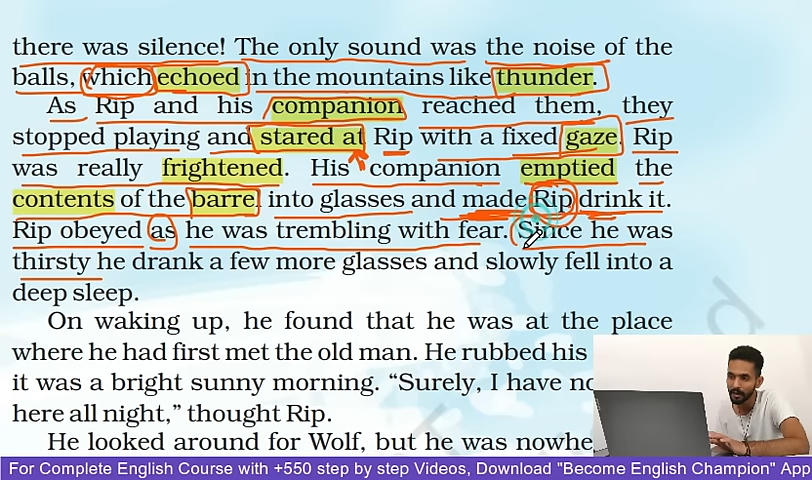 there was silence! The only sound was the noise of the
balls, which echoed in the mountains like thunder.
As Rip and his companion reached them, they
stopped playing and stared at Rip with a fixed gaze. Rip
was really frightened. His companion emptied the
contents of the barrel into glasses and made Rip drink it.
Rip obeyed as he was trembling with fear. Since he was
thirsty he drank a few more glasses and slowly fell into a
deep sleep.
On waking up, he found that he was at the place
where he had first met the old man. He rubbed his
it was a bright sunny morning. “Surely, I have
here all night,” thought Rip.
He looked around for Wolf, but he was
For Complete English Course with +550 step by step Videos, Download "Become English Champion" App